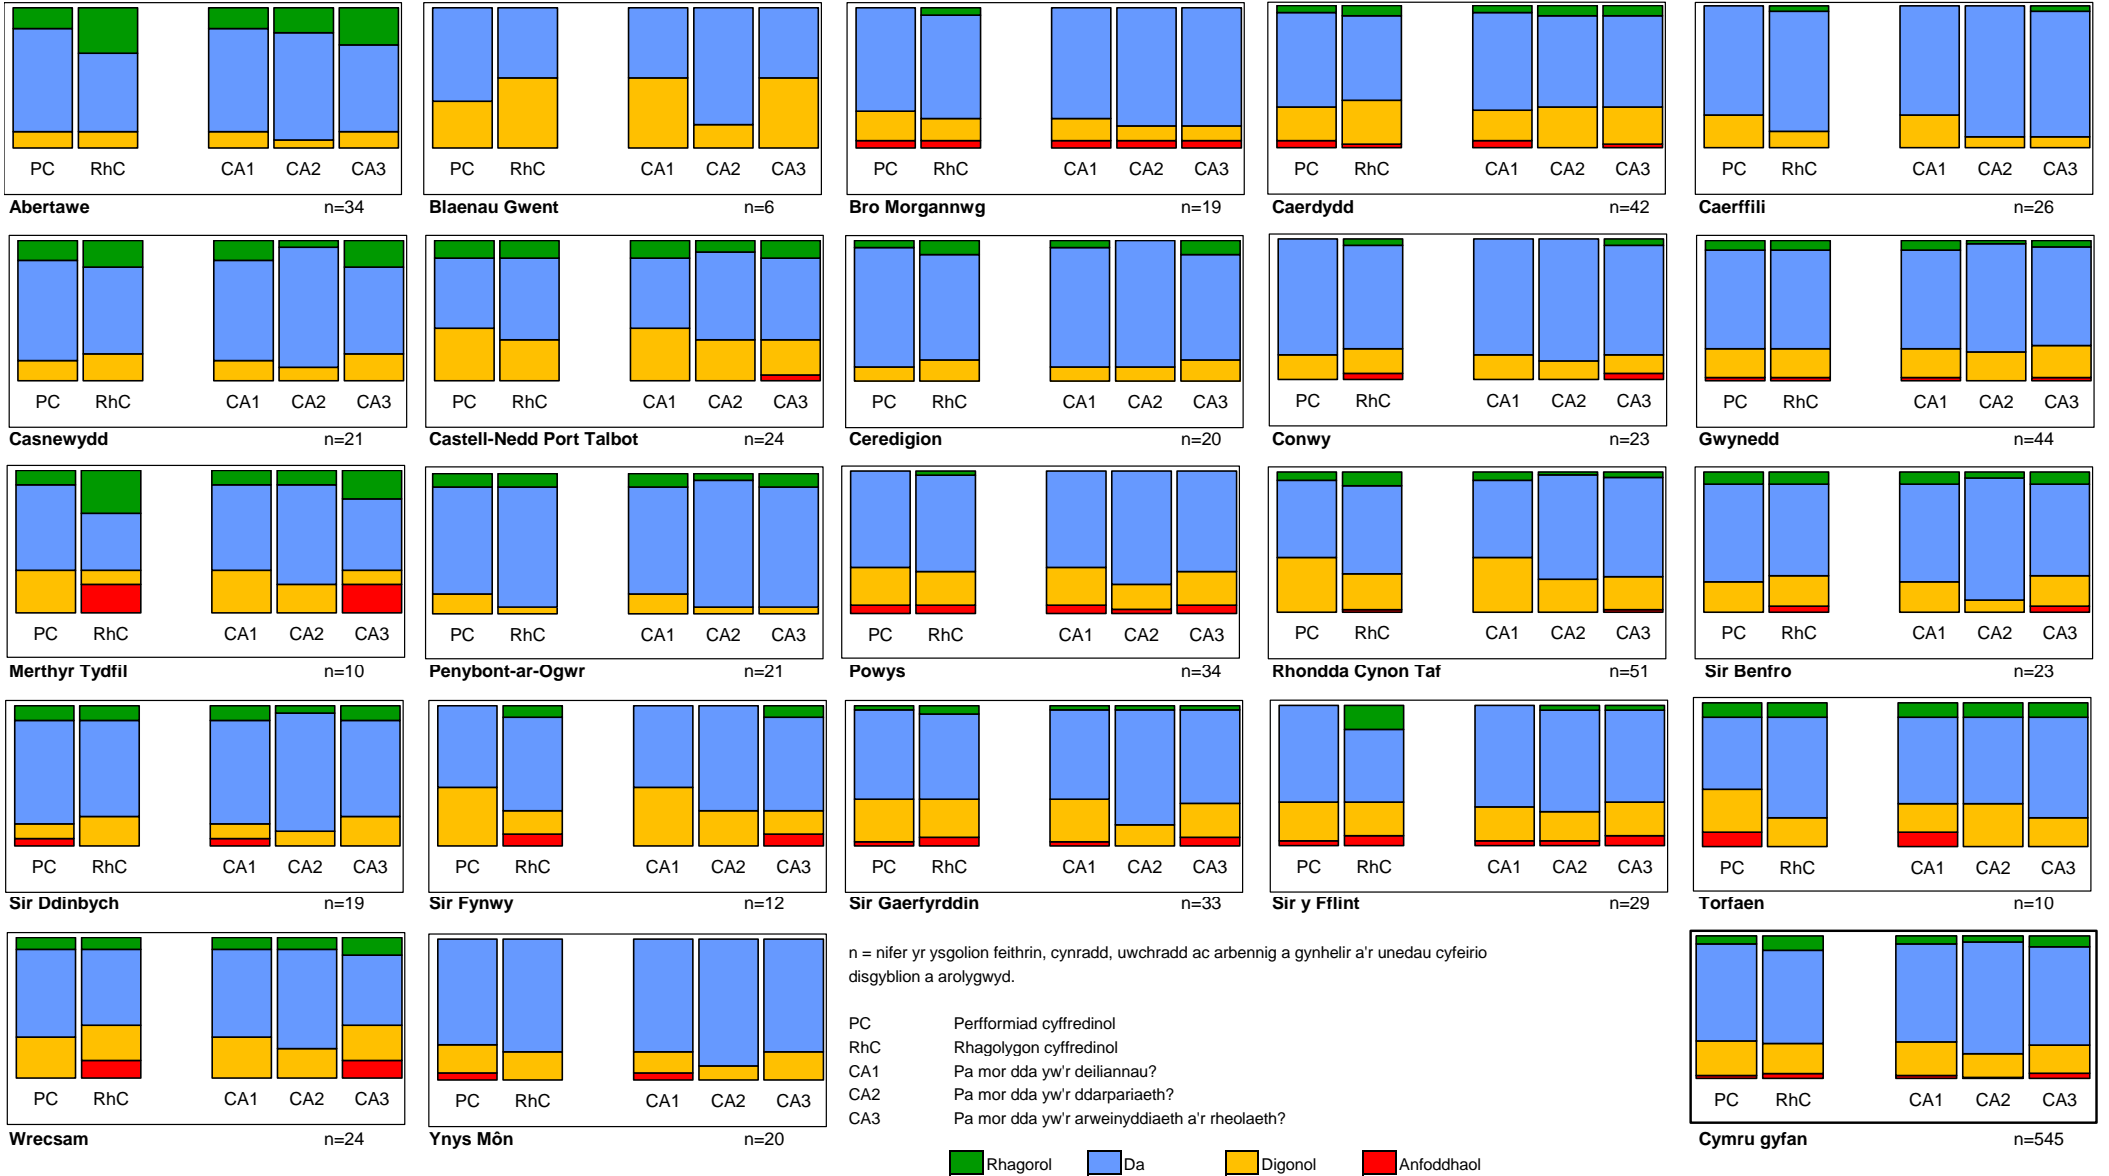 PC RhC CA1 CA2 CA3 PC RhC CA1 CA2 CA3 PC RhC CA1 CA2 CA3 PC RhC CA1 CA2 CA3 PC RhC CA1 CA2 CA3
Abertawe n=34 Blaenau Gwent n=6 Bro Morgannwg n=19 Caerdydd n=42 Caerffili n=26
PC RhC CA1 CA2 CA3 PC RhC CA1 CA2 CA3 PC RhC CA1 CA2 CA3 PC RhC CA1 CA2 CA3 PC RhC CA1 CA2 CA3
Casnewydd n=21 Castell-Nedd Port Talbot n=24 Ceredigion n=20 Conwy n=23 Gwynedd n=44
PC RhC CA1 CA2 CA3 PC RhC CA1 CA2 CA3 PC RhC CA1 CA2 CA3 PC RhC CA1 CA2 CA3 PC RhC CA1 CA2 CA3
Merthyr Tydfil n=10 Penybont-ar-Ogwr n=21 Powys n=34 Rhondda Cynon Taf n=51 Sir Benfro n=23
PC RhC CA1 CA2 CA3 PC RhC CA1 CA2 CA3 PC RhC CA1 CA2 CA3 PC RhC CA1 CA2 CA3 PC RhC CA1 CA2 CA3
Sir Ddinbych n=19 Sir Fynwy n=12 Sir Gaerfyrddin n=33 Sir y Fflint n=29 Torfaen n=10
PC RhC CA1 CA2 CA3 PC RhC CA1 CA2 CA3
Wrecsam n=24 Ynys Môn n=20
n = nifer yr ysgolion feithrin, cynradd, uwchradd ac arbennig a gynhelir a'r unedau cyfeirio
disgyblion a arolygwyd.
PC Perfformiad cyffredinol
RhC Rhagolygon cyffredinol
CA1 Pa mor dda yw'r deiliannau?
CA2 Pa mor dda yw'r ddarpariaeth?
CA3 Pa mor dda yw'r arweinyddiaeth a'r rheolaeth?
Rhagorol Da Digonol Anfoddhaol
PC RhC CA1 CA2 CA3
Cymru gyfan n=545